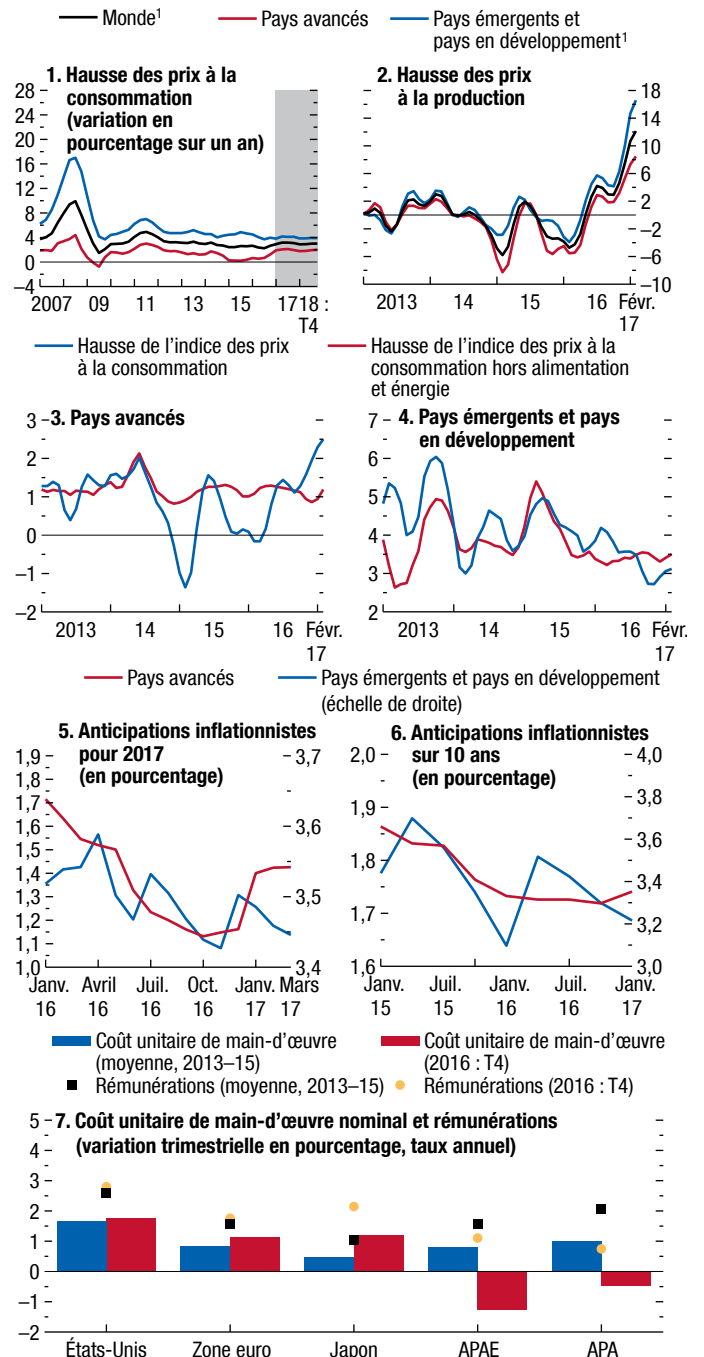 Monde¹
Pays avancés
Pays émergents et
pays en développement¹
1. Hausse des prix à la
consommation
(variation en
pourcentage sur un an)
28
24
20
16
12
8
4
0
–4
2007 09 11 13 15 17 18 :
T4
2. Hausse des prix
à la production
18
14
10
6
2
–2
–6
–10
2013 14 15 16 Févr.
17
Hausse de l’indice des prix
à la consommation
Hausse de l’indice des prix à la
consommation hors alimentation
et énergie
3. Pays avancés
3
2
1
0
–1
–2
2013 14 15 16 Févr.
17
4. Pays émergents et pays
en développement
7
6
5
4
3
2
2013 14 15 16 Févr.
17
Pays avancés
Pays émergents et pays en développement
(échelle de droite)
5. Anticipations inflationnistes
pour 2017
(en pourcentage)
1,9
1,8
1,7
1,6
1,5
1,4
1,3
1,2
1,1
1,0
3,7
3,6
3,5
3,4
Janv. Avril Juil. Oct. Janv. Mars
16 16 16 16 17 17
6. Anticipations inflationnistes
sur 10 ans
(en pourcentage)
2,0
1,9
1,8
1,7
1,6
4,0
3,8
3,6
3,4
3,2
3,0
Janv. Juil. Janv. Juil. Janv.
15 15 16 16 17
Coût unitaire de main-d’œuvre
(moyenne, 2013–15)
Coût unitaire de main-d’œuvre
(2016 : T4)
Rémunérations (moyenne, 2013–15)
Rémunérations (2016 : T4)
7. Coût unitaire de main-d’œuvre nominal et rémunérations
(variation trimestrielle en pourcentage, taux annuel)
5
4
3
2
1
0
–1
–2
États-Unis Zone euro Japon APAE APA